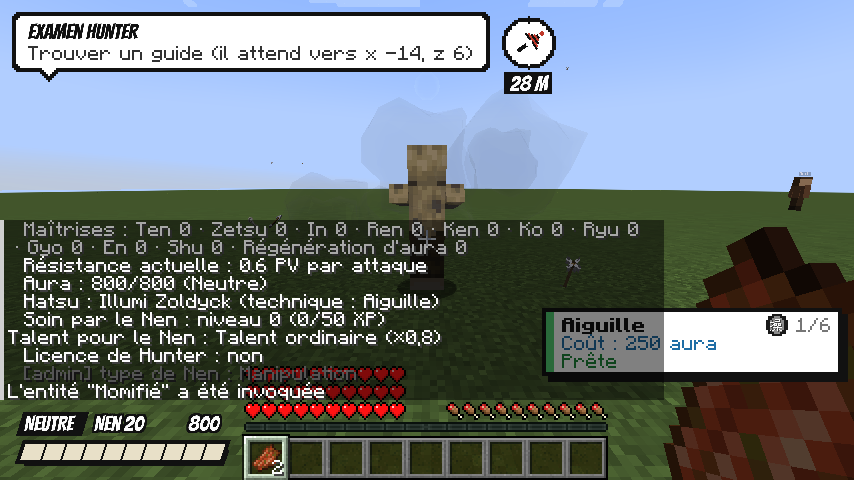 EXAMEN HUNTER
Trouver un guide (il attend vers x -14, z 6)
28 M
Maîtrises : Ten 0 · Zetsu 0 · In 0 · Ren 0 · Ken 0 · Ko 0 · Ryu 0
· Gyo 0 · En 0 · Shu 0 · Régénération d'aura 0
Résistance actuelle : 0.6 PV par attaque
Aura : 800/800 (Neutre)
Hatsu : Illumi Zoldyck (technique : Aiguille)
Soin par le Nen : niveau 0 (0/50 XP)
Talent pour le Nen : Talent ordinaire (×0,8)
Licence de Hunter : non
[admin] type de Nen : Manipulation
L'entité "Momifié" a été invoquée
Aiguille
1/6
Coût : 250 aura
Prête
NEUTRE NEN 20 800
2